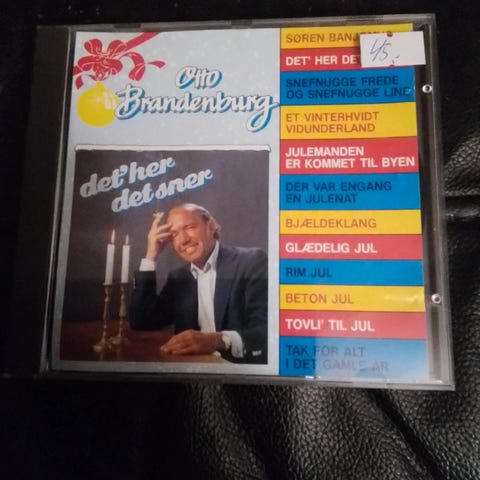 Otto
Brandenburg
det' her
det sner
SØREN
DET' HER
SNEFNUGGE FREDE
OG SNEFNUGGE LINE
ET VINTERHVIDT
VIDUNDERLAND
JULEMANDEN
ER KOMMET TIL BYEN
DER VAR ENGANG
EN JULENAT
BJÆLDEKLANG
GLÆDELIG JUL
RIM JUL
BETON JUL
TOVLI' TIL JUL
TAK FOR ALT
I DET GAMLE ÅR
45,-